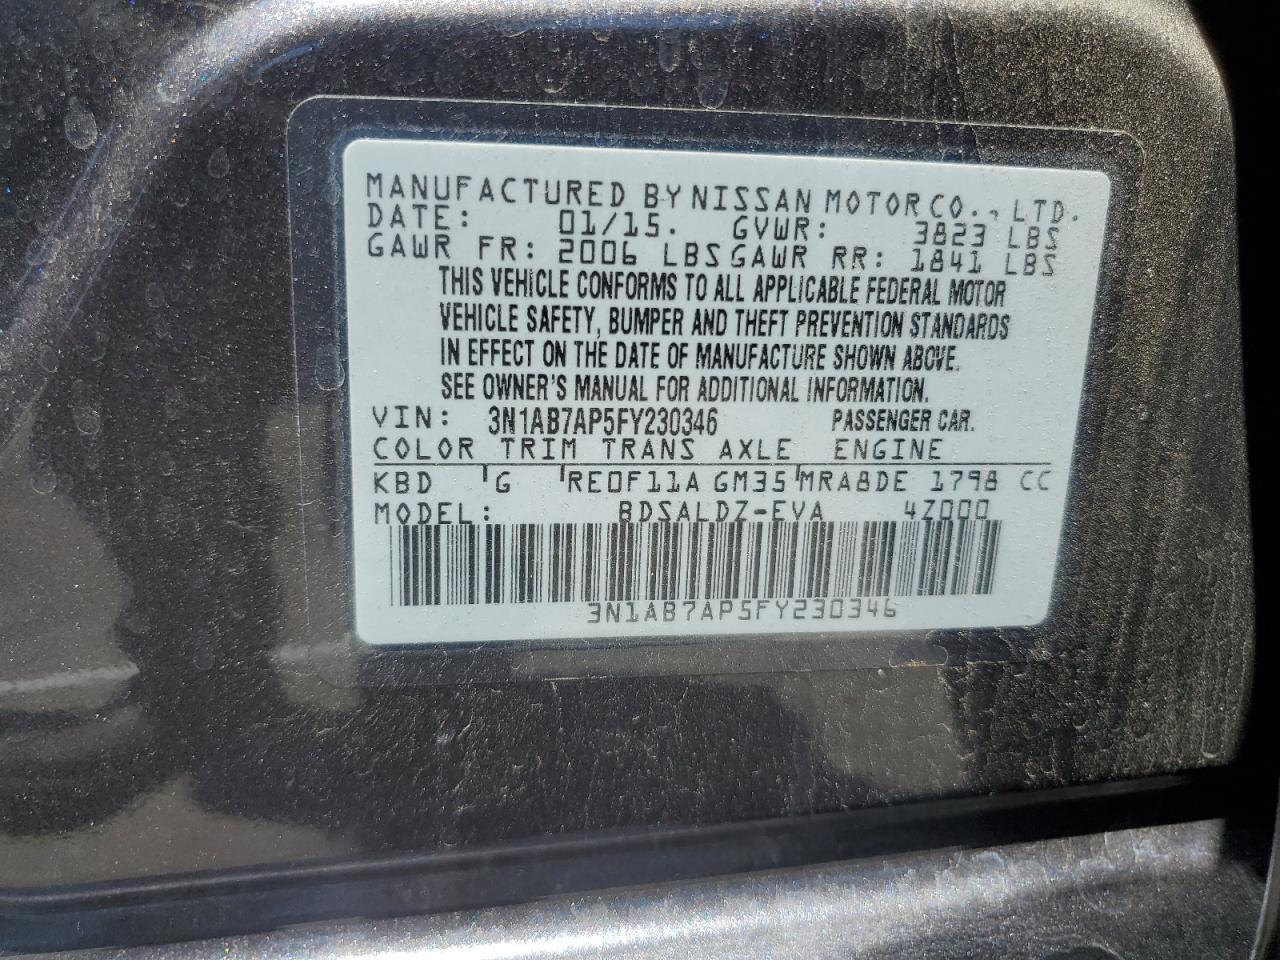 MANUFACTURED BY NISSAN MOTOR CO., LTD.
DATE: 01/15. GVWR: 3823 LBS
GAWR FR: 2006 LBS GAWR RR: 1841 LBS
THIS VEHICLE CONFORMS TO ALL APPLICABLE FEDERAL MOTOR
VEHICLE SAFETY, BUMPER AND THEFT PREVENTION STANDARDS
IN EFFECT ON THE DATE OF MANUFACTURE SHOWN ABOVE.
SEE OWNER'S MANUAL FOR ADDITIONAL INFORMATION.
VIN: 3N1AB7AP5FY230346 PASSENGER CAR.
COLOR TRIM TRANS AXLE ENGINE
KBD G RE0F11A GM35 MRA8DE 1798 CC
MODEL: BDSALDZ-EVA 4Z000
3N1AB7AP5FY230346